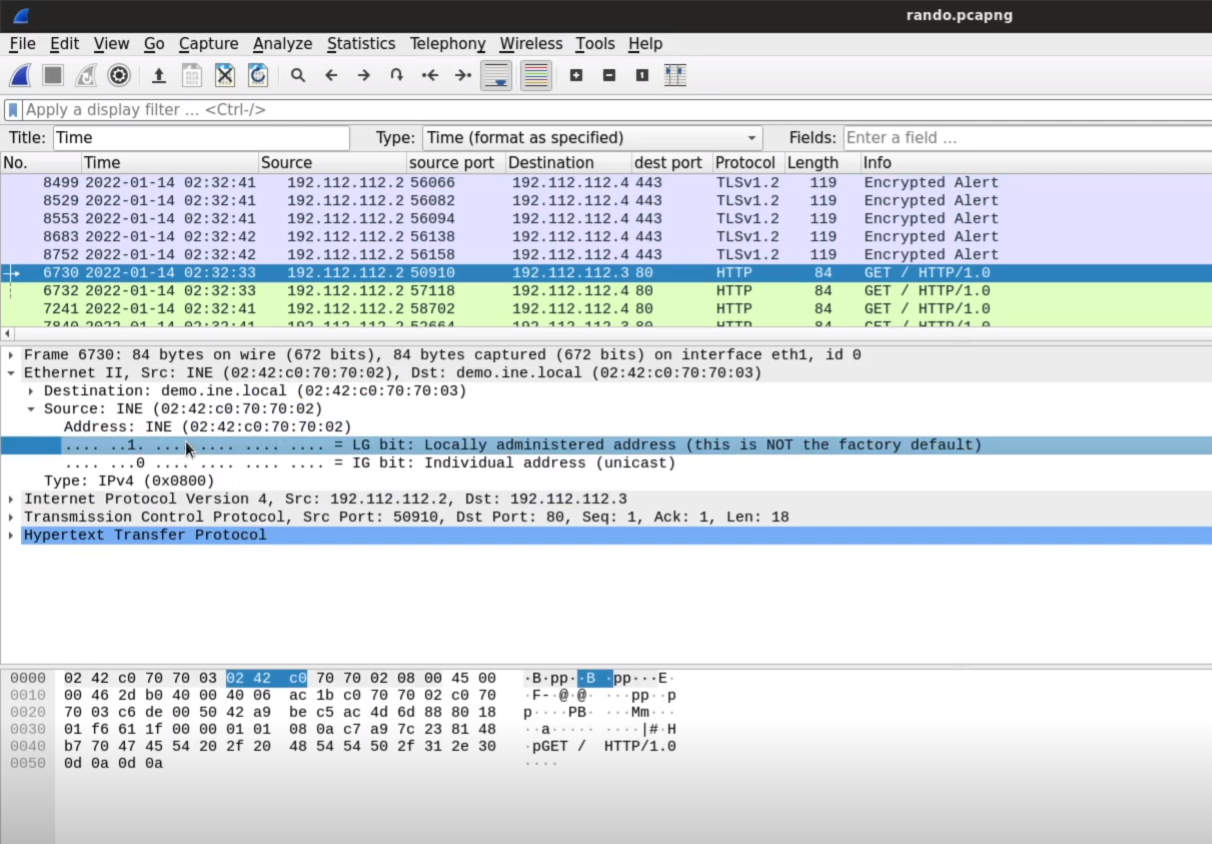 rando.pcapng
File Edit View Go Capture Analyze Statistics Telephony Wireless Tools Help
Apply a display filter ... <Ctrl-/>
Title: Time Type: Time (format as specified) Fields: Enter a field ...
No. Time Source source port Destination dest port Protocol Length Info
8499 2022-01-14 02:32:41 192.112.112.2 56066 192.112.112.4 443 TLSv1.2 119 Encrypted Alert
8529 2022-01-14 02:32:41 192.112.112.2 56082 192.112.112.4 443 TLSv1.2 119 Encrypted Alert
8553 2022-01-14 02:32:41 192.112.112.2 56094 192.112.112.4 443 TLSv1.2 119 Encrypted Alert
8683 2022-01-14 02:32:42 192.112.112.2 56138 192.112.112.4 443 TLSv1.2 119 Encrypted Alert
8752 2022-01-14 02:32:42 192.112.112.2 56158 192.112.112.4 443 TLSv1.2 119 Encrypted Alert
6730 2022-01-14 02:32:33 192.112.112.2 50910 192.112.112.3 80 HTTP 84 GET / HTTP/1.0
6732 2022-01-14 02:32:33 192.112.112.2 57118 192.112.112.4 80 HTTP 84 GET / HTTP/1.0
7241 2022-01-14 02:32:41 192.112.112.2 58702 192.112.112.4 80 HTTP 84 GET / HTTP/1.0
2022-01-14 02:32:41 192.112.112.2 192.112.112.3 80 HTTP 84 GET / HTTP/1.0
Frame 6730: 84 bytes on wire (672 bits), 84 bytes captured (672 bits) on interface eth1, id 0
Ethernet II, Src: INE (02:42:c0:70:70:02), Dst: demo.ine.local (02:42:c0:70:70:03)
Destination: demo.ine.local (02:42:c0:70:70:03)
Source: INE (02:42:c0:70:70:02)
Address: INE (02:42:c0:70:70:02)
.... ..1. .... .... .... .... = LG bit: Locally administered address (this is NOT the factory default)
.... ...0 .... .... .... .... = IG bit: Individual address (unicast)
Type: IPv4 (0x0800)
Internet Protocol Version 4, Src: 192.112.112.2, Dst: 192.112.112.3
Transmission Control Protocol, Src Port: 50910, Dst Port: 80, Seq: 1, Ack: 1, Len: 18
Hypertext Transfer Protocol
0000 02 42 c0 70 70 03 02 42 c0 70 70 02 08 00 45 00 ·B·pp··B ·pp···E·
0010 00 46 2d b0 40 00 40 06 ac 1b c0 70 70 02 c0 70 ·F-·@·@· ···pp··p
0020 70 03 c6 de 00 50 42 a9 be c5 ac 4d 6d 88 80 18 p····PB· ···Mm···
0030 01 f6 61 1f 00 00 01 01 08 0a c7 a9 7c 23 81 48 ··a····· ····|#·H
0040 b7 70 47 45 54 20 2f 20 48 54 54 50 2f 31 2e 30 ·pGET / HTTP/1.0
0050 0d 0a 0d 0a ····